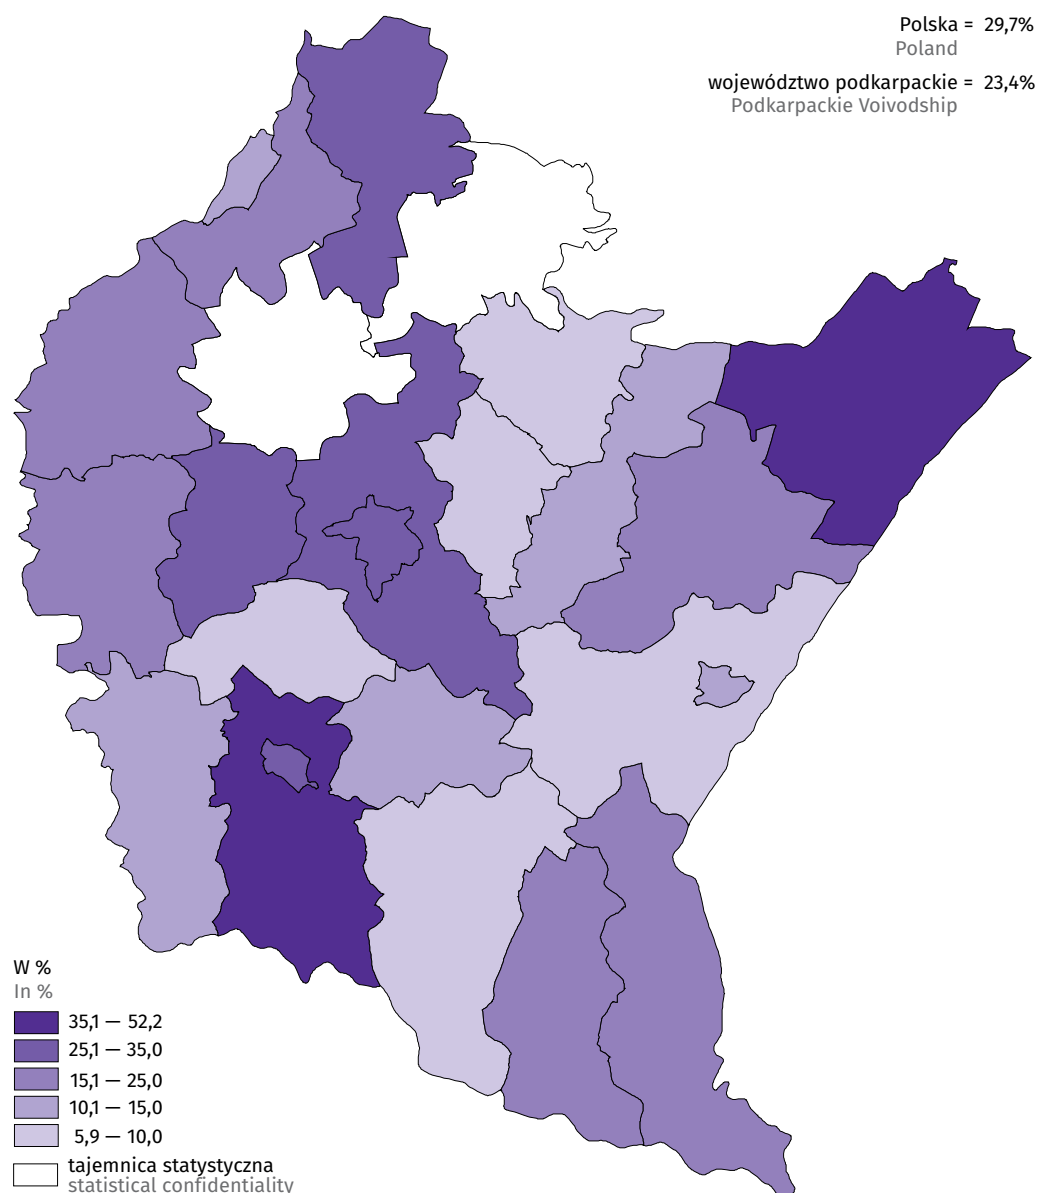 Polska = 29,7%
Poland
województwo podkarpackie = 23,4%
Podkarpackie Voivodship
W %
In %
35,1 — 52,2
25,1 — 35,0
15,1 — 25,0
10,1 — 15,0
5,9 — 10,0
tajemnica statystyczna
statistical confidentiality